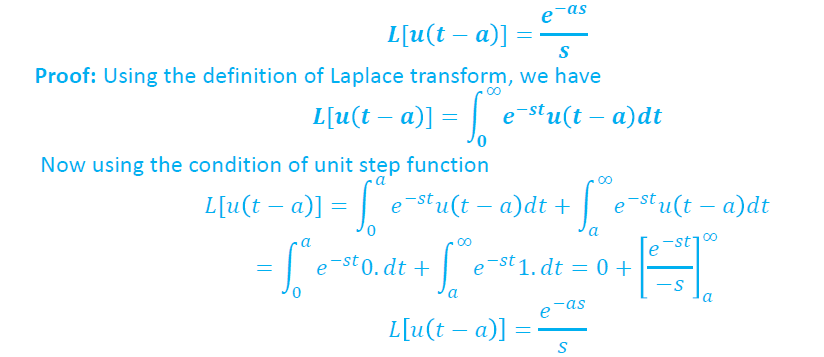 L[u(t − a)] = e^{−as}/s
Proof: Using the definition of Laplace transform, we have
L[u(t − a)] = ∫_0^∞ e^{−st} u(t − a)dt
Now using the condition of unit step function
L[u(t − a)] = ∫_0^a e^{−st} u(t − a)dt + ∫_a^∞ e^{−st} u(t − a)dt
= ∫_0^a e^{−st} 0. dt + ∫_a^∞ e^{−st} 1. dt = 0 + [e^{−st}/−s]_a^∞
L[u(t − a)] = e^{−as}/s